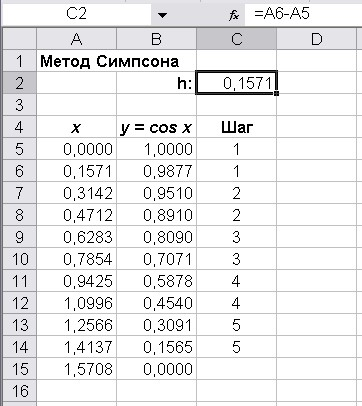 C2 fx =A6-A5
A B C D
1 Метод Симпсона
2 h: 0,1571
3
4 x y = cos x Шаг
5 0,0000 1,0000 1
6 0,1571 0,9877 1
7 0,3142 0,9510 2
8 0,4712 0,8910 2
9 0,6283 0,8090 3
10 0,7854 0,7071 3
11 0,9425 0,5878 4
12 1,0996 0,4540 4
13 1,2566 0,3091 5
14 1,4137 0,1565 5
15 1,5708 0,0000
16